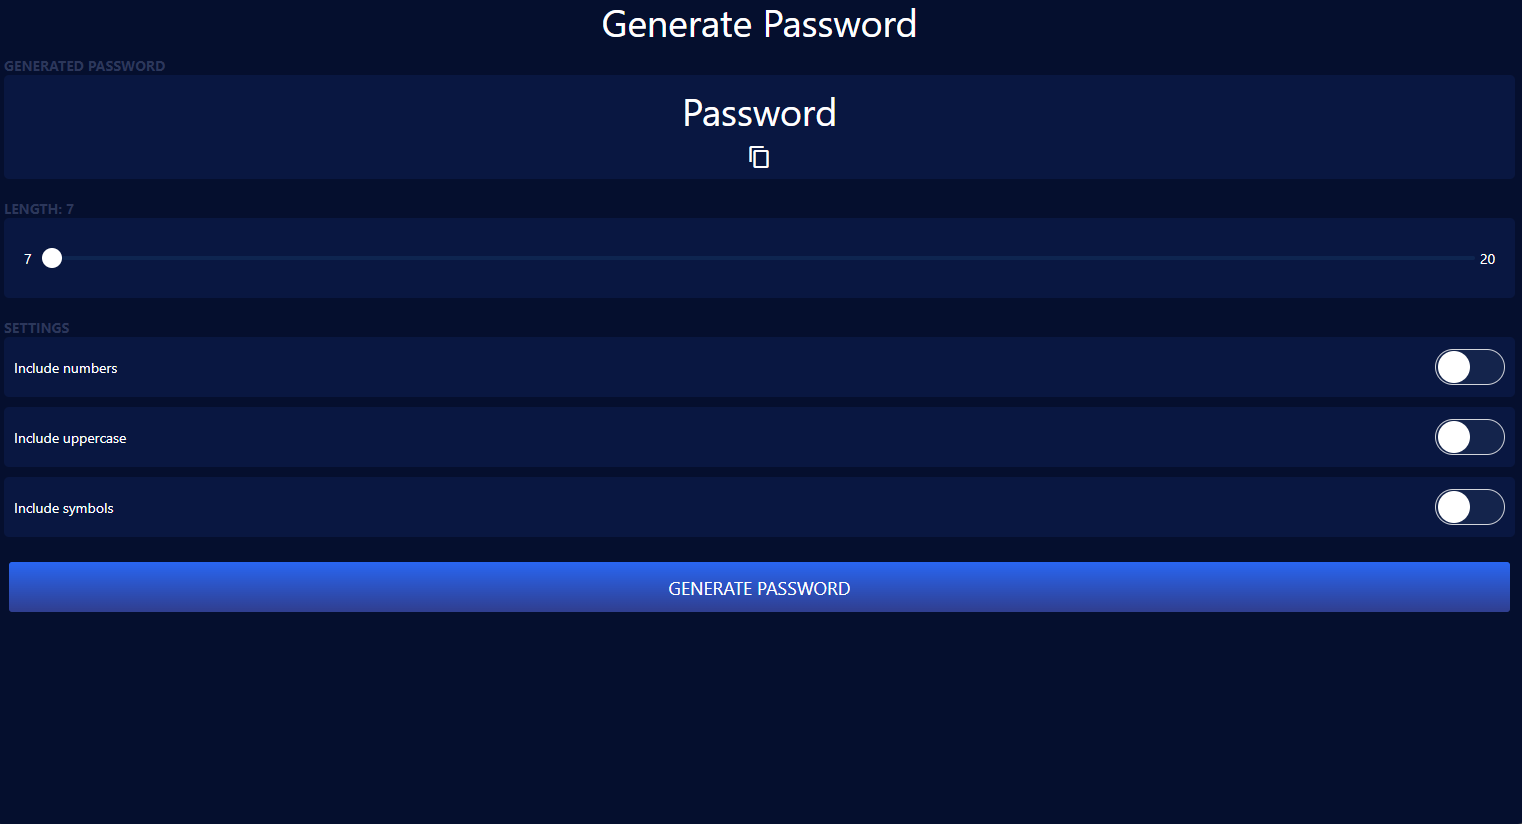 Generate Password
GENERATED PASSWORD
Password
LENGTH: 7
7 20
SETTINGS
Include numbers
Include uppercase
Include symbols
GENERATE PASSWORD